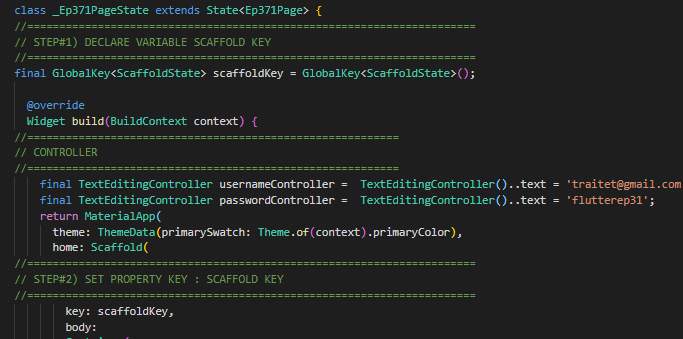 class _Ep371PageState extends State<Ep371Page> {
//======================================================================
// STEP#1) DECLARE VARIABLE SCAFFOLD KEY
//======================================================================
final GlobalKey<ScaffoldState> scaffoldKey = GlobalKey<ScaffoldState>();
@override
Widget build(BuildContext context) {
//==========================================================
// CONTROLLER
//==========================================================
final TextEditingController usernameController =  TextEditingController()..text = 'traitet@gmail.com
final TextEditingController passwordController =  TextEditingController()..text = 'flutterep31';
return MaterialApp(
theme: ThemeData(primarySwatch: Theme.of(context).primaryColor),
home: Scaffold(
//======================================================================
// STEP#2) SET PROPERTY KEY : SCAFFOLD KEY
//======================================================================
key: scaffoldKey,
body: